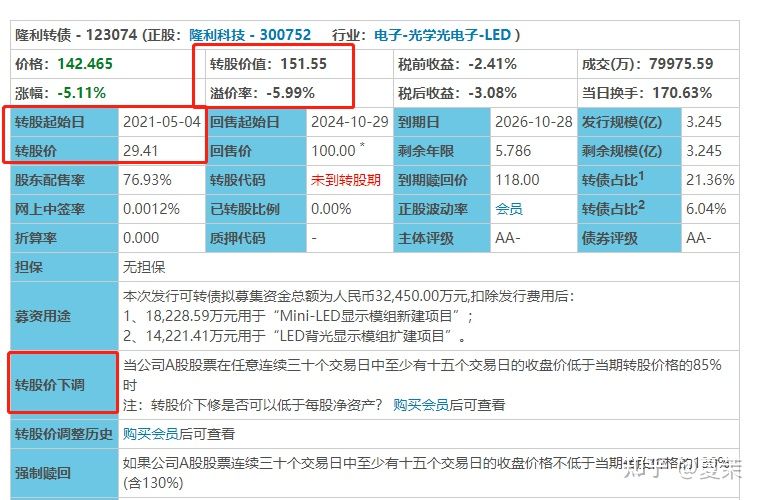 隆利转债 - 123074 (正股：隆利科技 - 300752 行业：电子-光学光电子-LED )
价格：142.465 转股价值：151.55 税前收益：-2.41% 成交(万)：79975.59
涨幅：-5.11% 溢价率：-5.99% 税后收益：-3.08% 当日换手：170.63%
转股起始日 2021-05-04 回售起始日 2024-10-29 到期日 2026-10-28 发行规模(亿) 3.245
转股价 29.41 回售价 100.00 * 剩余年限 5.786 剩余规模(亿) 3.245
股东配售率 76.93% 转股代码 未到转股期 到期赎回价 118.00 转债占比1 21.36%
网上中签率 0.0012% 已转股比例 0.00% 正股波动率 会员 转债占比2 6.04%
折算率 0.000 质押代码 - 主体评级 AA- 债券评级 AA-
担保 无担保
募资用途 本次发行可转债拟募集资金总额为人民币32,450.00万元,扣除发行费用后：
1、18,228.59万元用于“Mini-LED显示模组新建项目”；
2、14,221.41万元用于“LED背光显示模组扩建项目”。
转股价下调 当公司A股股票在任意连续三十个交易日中至少有十五个交易日的收盘价低于当期转股价格的85%
时
注：转股价下修是否可以低于每股净资产？ 购买会员后可查看
转股价调整历史 购买会员后可查看
强制赎回 如果公司A股股票连续三十个交易日中至少有十五个交易日的收盘价不低于当期转股价格的130%
(含130%)
知乎 @夏茉